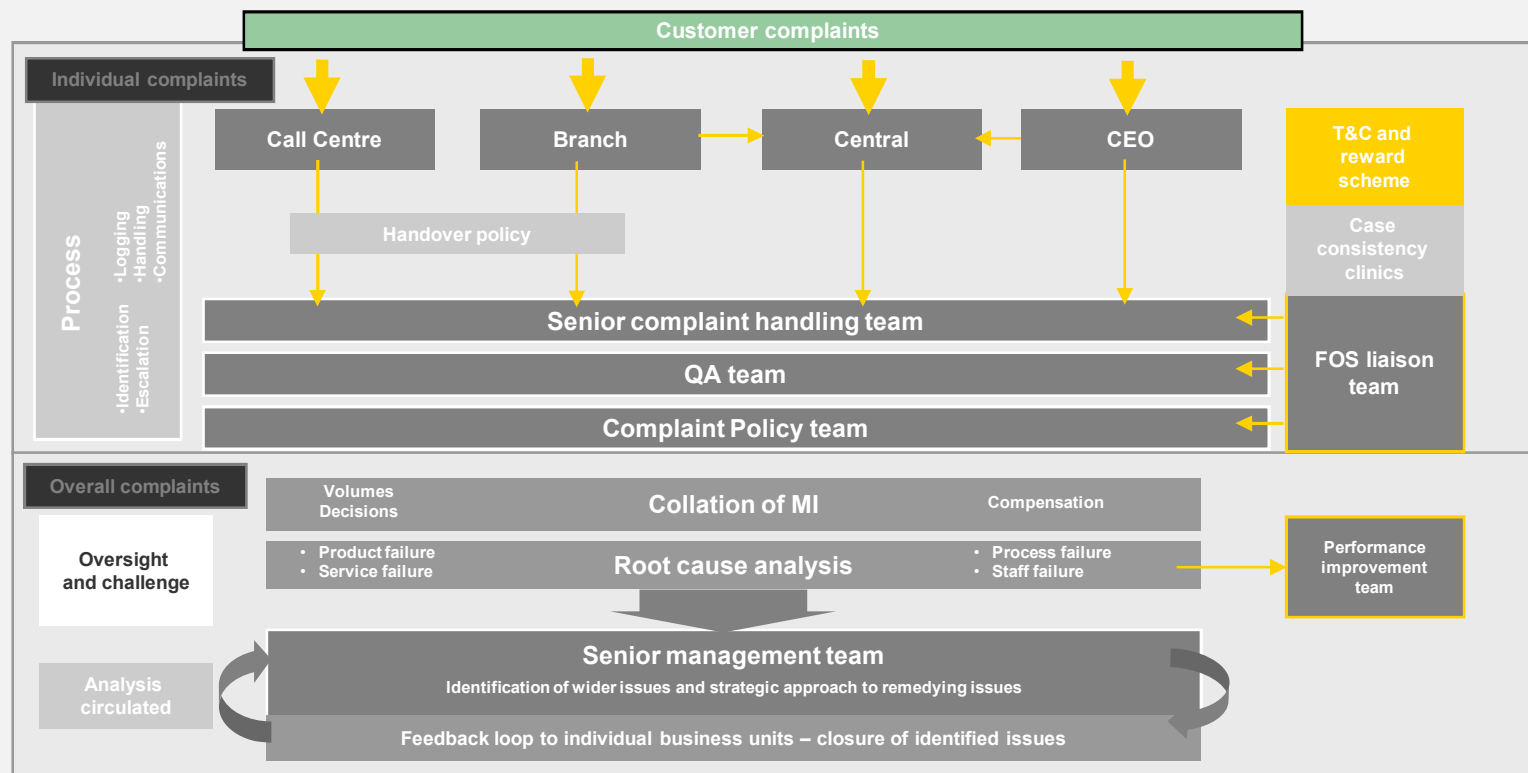 Customer complaints
Individual complaints
Call Centre
Branch
Central
CEO
T&C and
reward
scheme
Process
•Identification
•Escalation
•Logging
•Handling
•Communications
Handover policy
Case
consistency
clinics
Senior complaint handling team
QA team
Complaint Policy team
FOS liaison
team
Overall complaints
Volumes
Decisions
Collation of MI
Compensation
Oversight
and challenge
• Product failure
• Service failure
Root cause analysis
• Process failure
• Staff failure
Performance
improvement
team
Senior management team
Identification of wider issues and strategic approach to remedying issues
Analysis
circulated
Feedback loop to individual business units – closure of identified issues